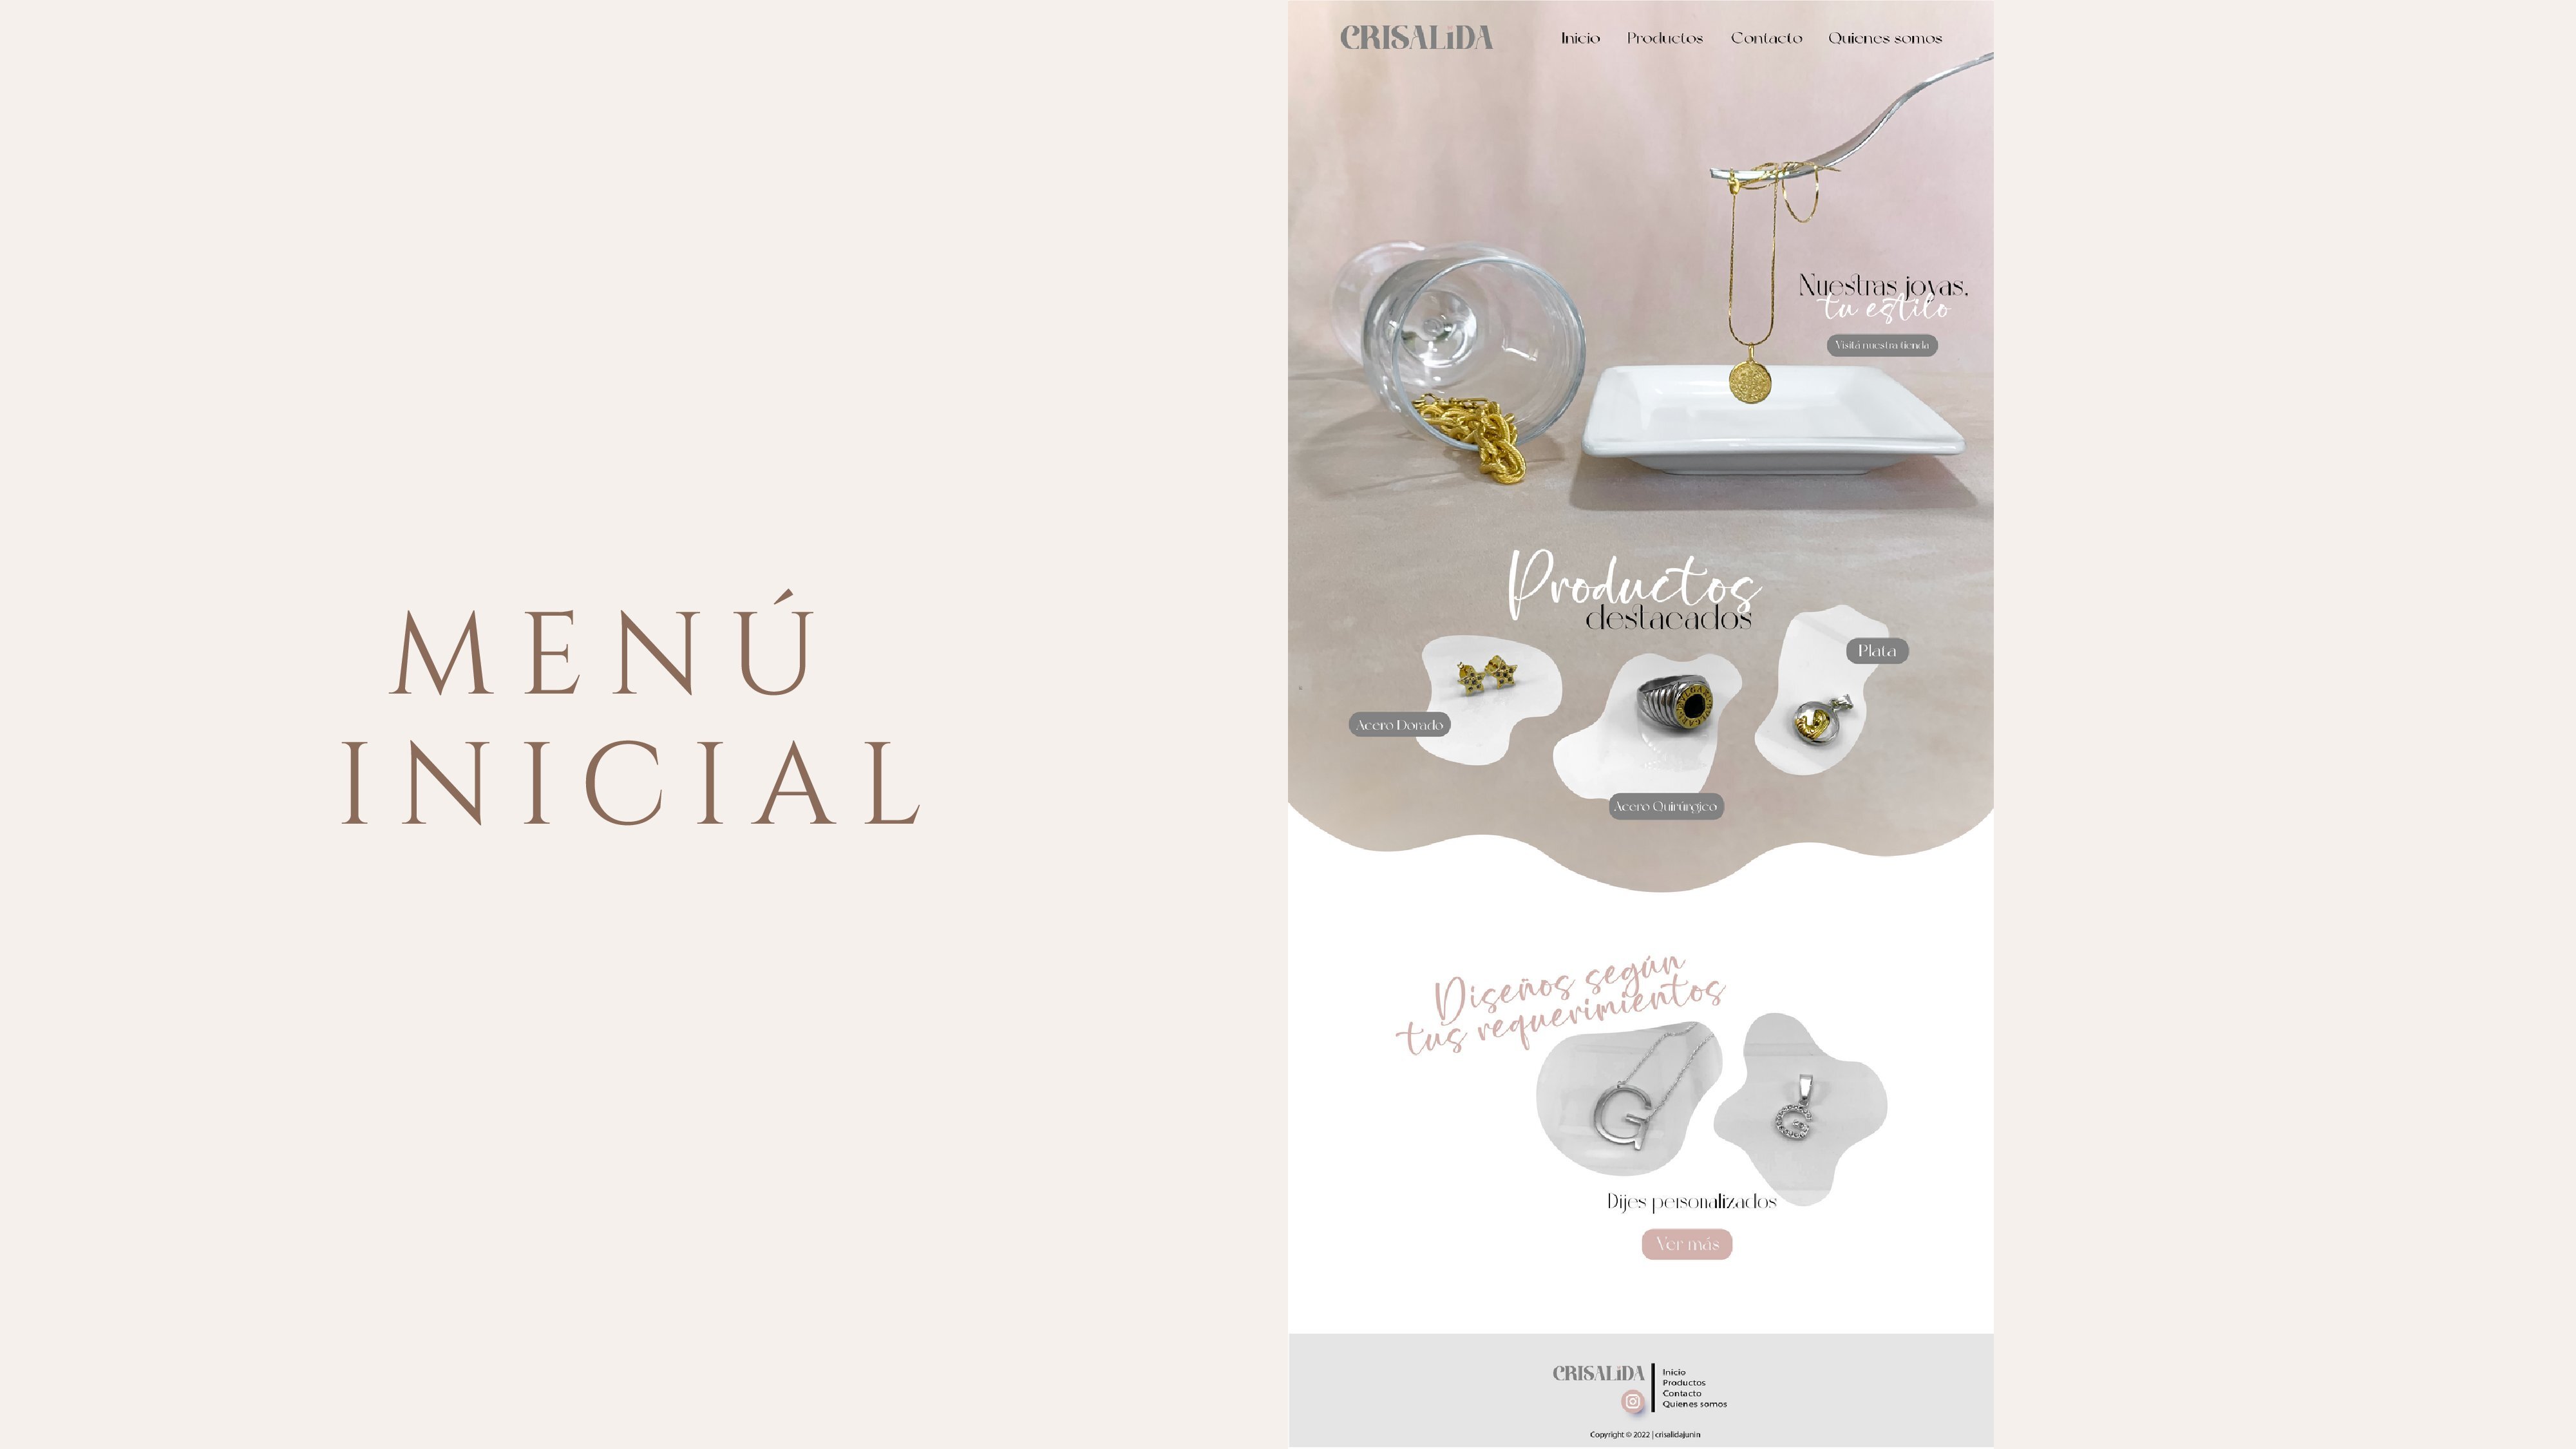 MENÚ
INICIAL
CRISALiDA
Inicio Productos Contacto Quienes somos
Nuestras joyas,
tu estilo
Visitá nuestra tienda
Productos
destacados
Plata
Acero Dorado
Acero Quirúrgico
Diseños según
tus requerimientos
Dijes personalizados
Ver más
CRISALiDA
Inicio
Productos
Contacto
Quienes somos
Copyright © 2022 | crisalidajunin